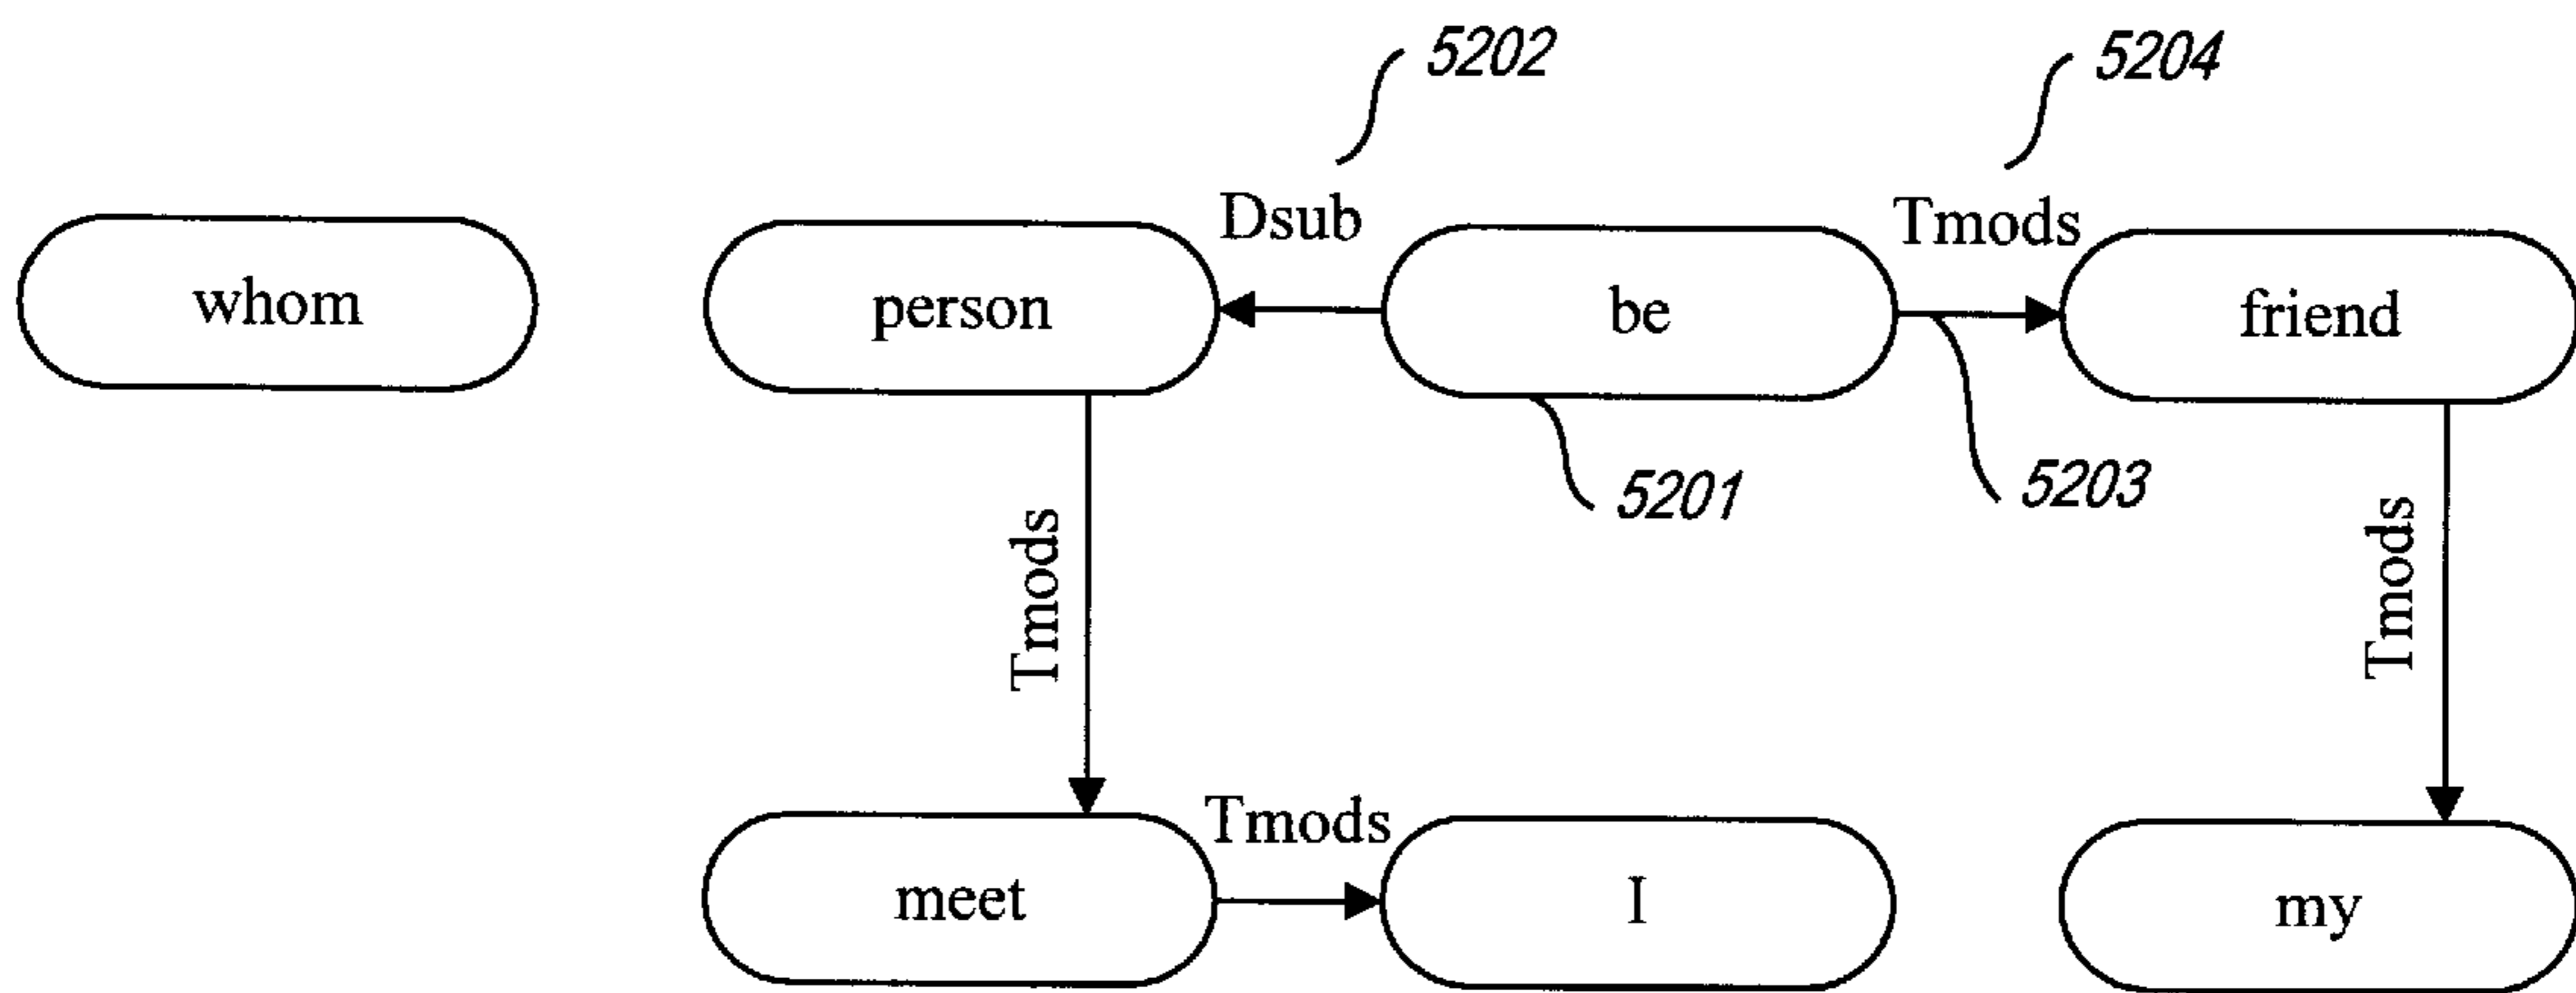 5202 5204
Dsub Tmods
whom person be friend
5201 5203
Tmods Tmods
Tmods
meet I my